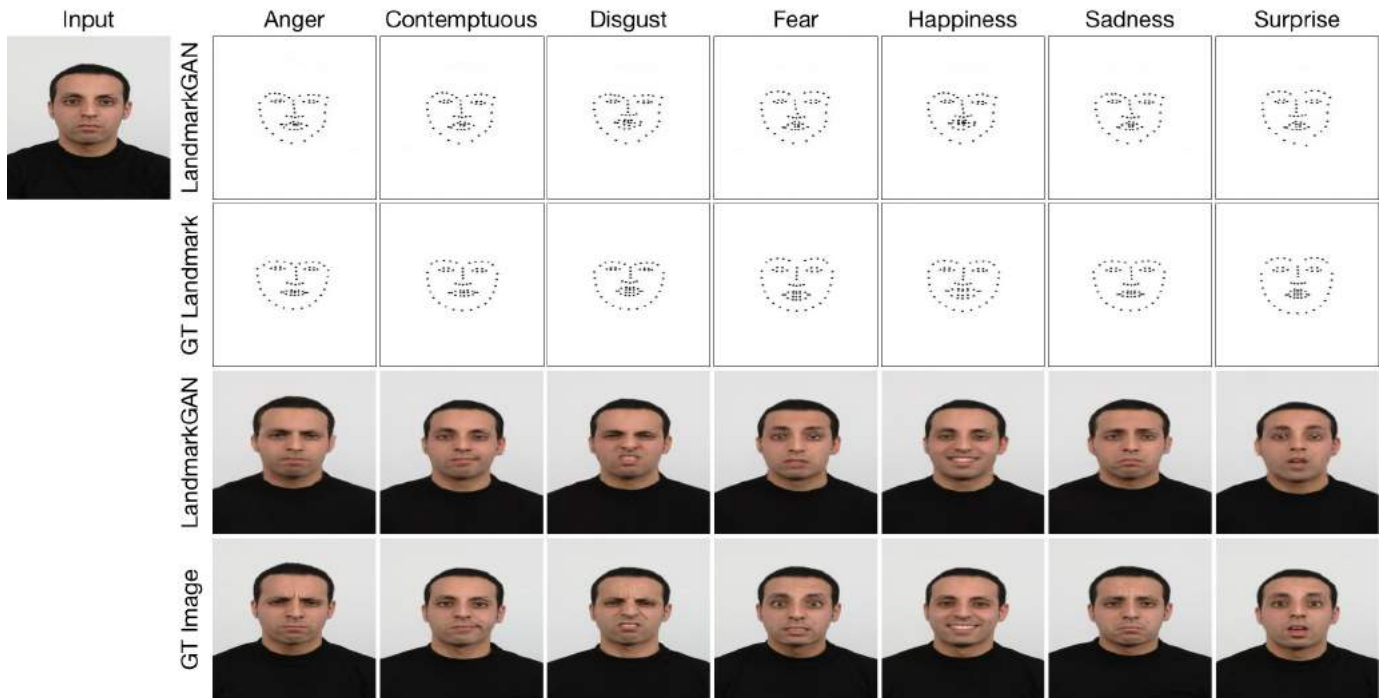 Input Anger Contemptuous Disgust Fear Happiness Sadness Surprise
LandmarkGAN
GT Landmark
LandmarkGAN
GT Image